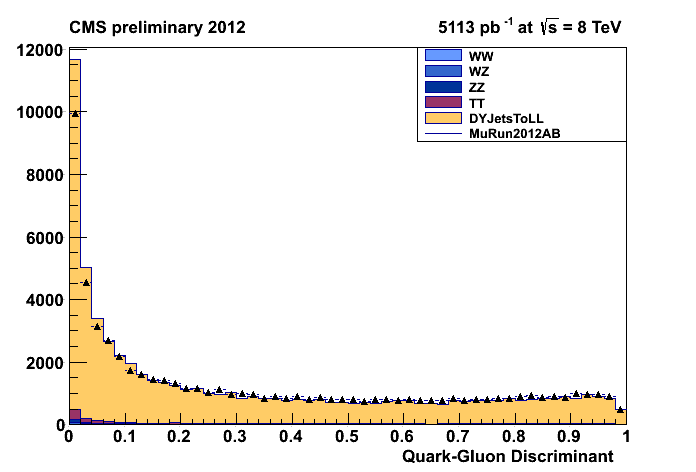 CMS preliminary 2012
5113 pb⁻¹ at √s = 8 TeV
WW
WZ
ZZ
TT
DYJetsToLL
MuRun2012AB
12000
10000
8000
6000
4000
2000
0
0 0.1 0.2 0.3 0.4 0.5 0.6 0.7 0.8 0.9 1
Quark-Gluon Discriminant